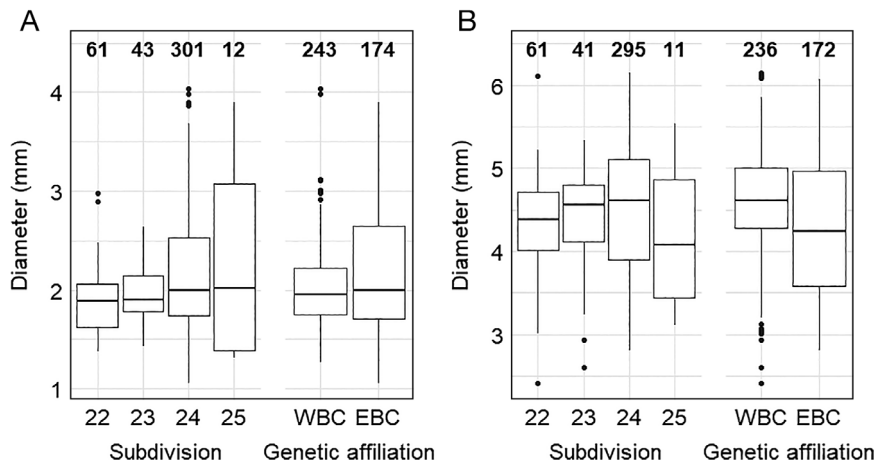 A
61 43 301 12 243 174
4
3
2
1
Diameter (mm)
22 23 24 25 WBC EBC
Subdivision Genetic affiliation
B
61 41 295 11 236 172
6
5
4
3
Diameter (mm)
22 23 24 25 WBC EBC
Subdivision Genetic affiliation